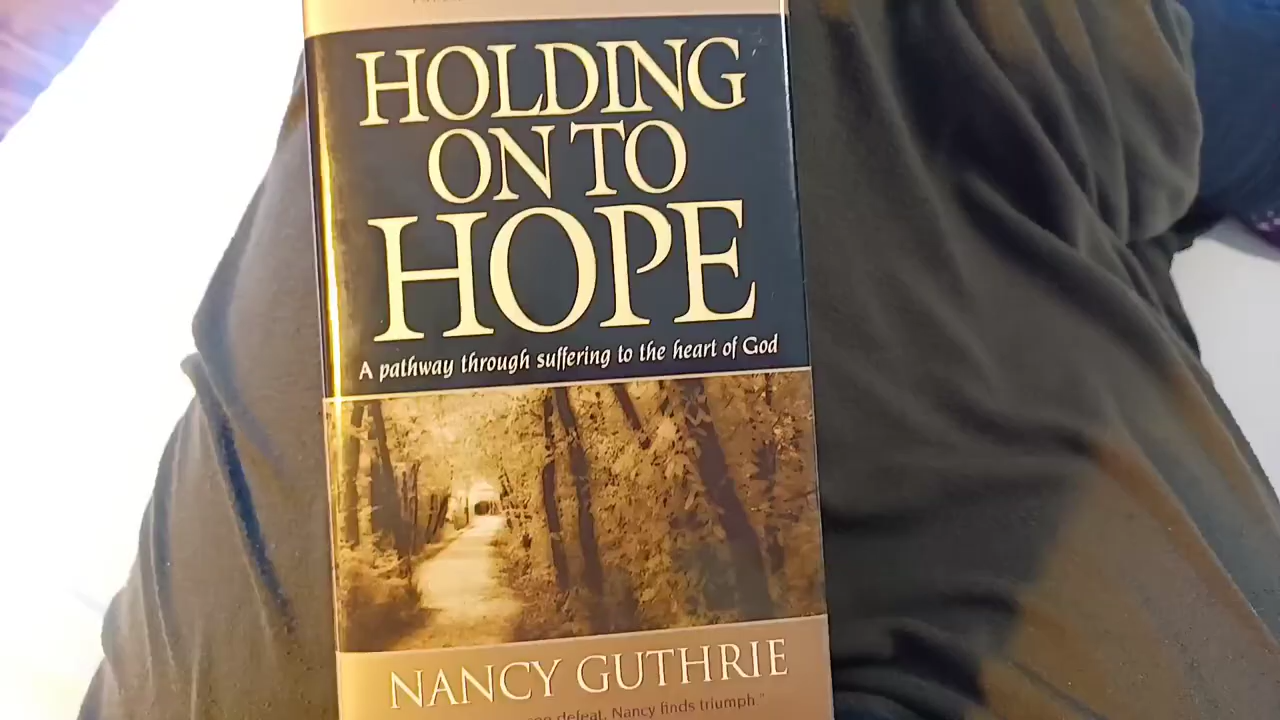 HOLDING
ON TO
HOPE
A pathway through suffering to the heart of God
NANCY GUTHRIE
defeat, Nancy finds triumph."